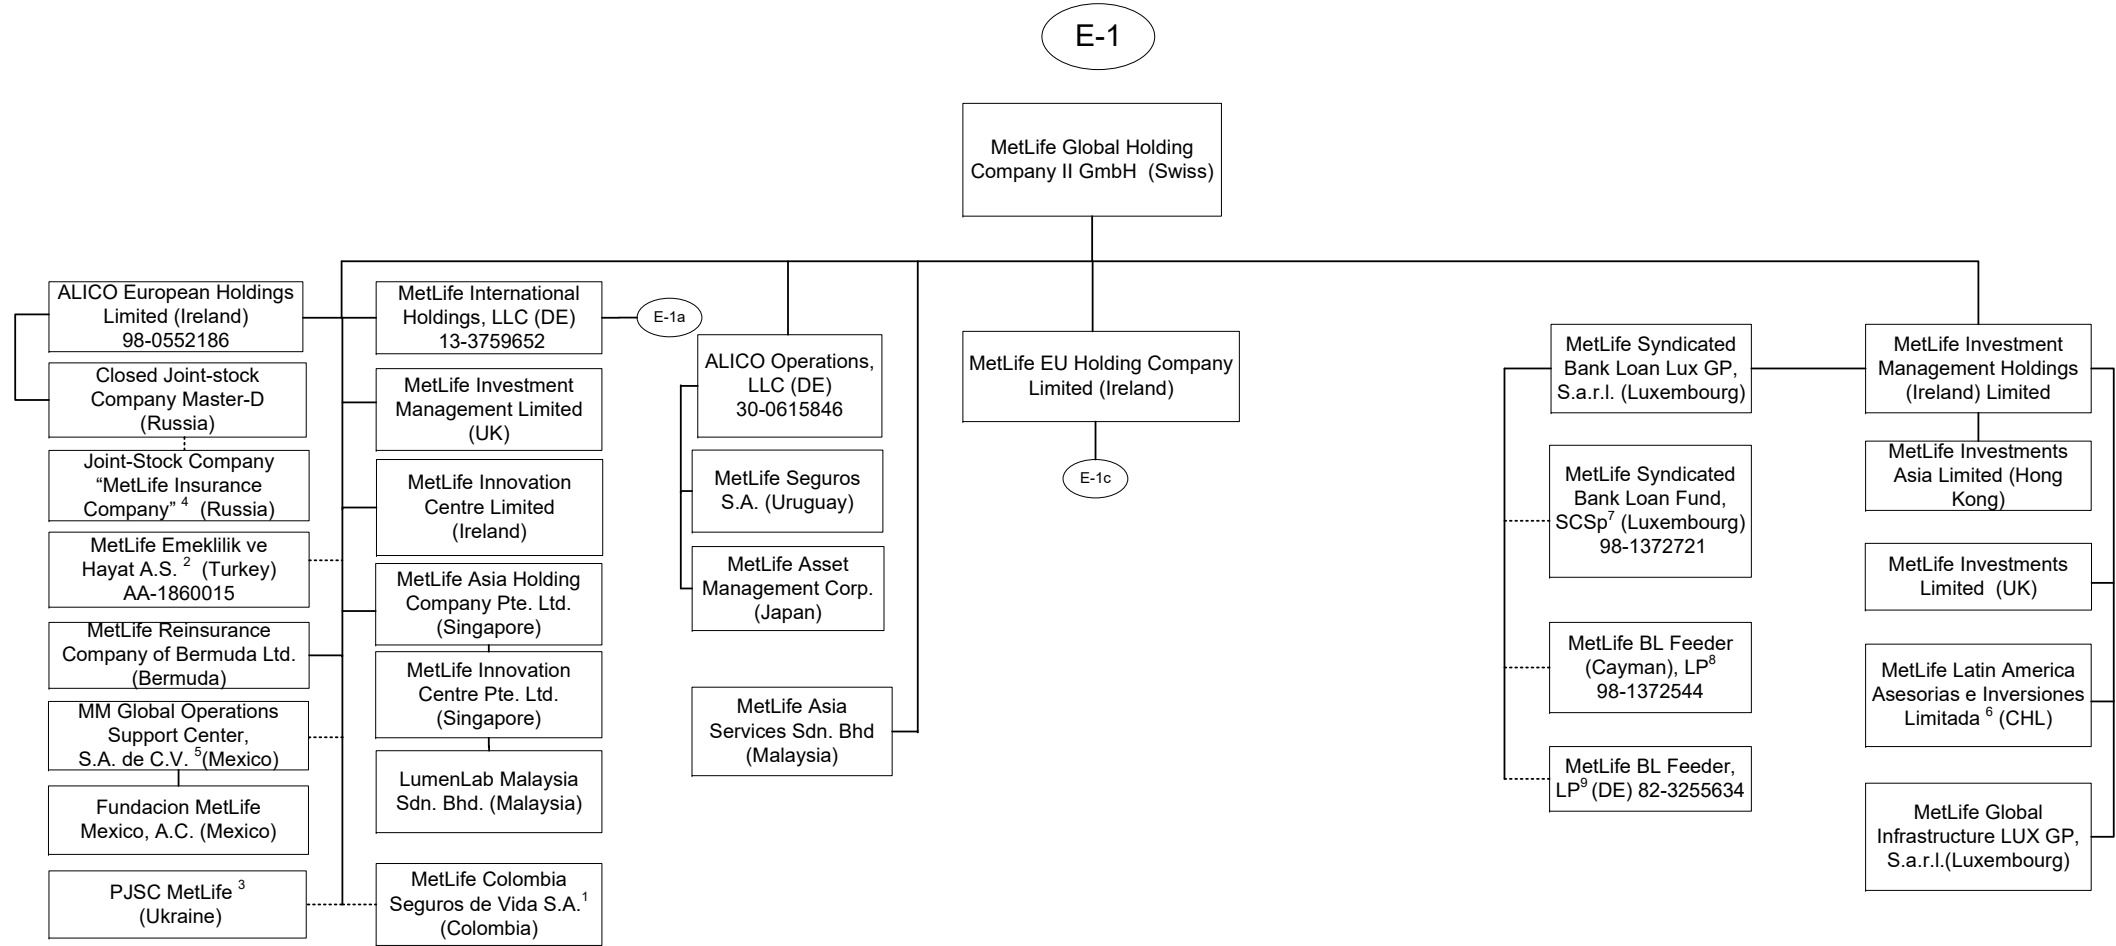 E-1
MetLife Global Holding
Company II GmbH (Swiss)
ALICO European Holdings
Limited (Ireland)
98-0552186
Closed Joint-stock
Company Master-D
(Russia)
Joint-Stock Company
“MetLife Insurance
Company” 4 (Russia)
MetLife Emeklilik ve
Hayat A.S. 2 (Turkey)
AA-1860015
MetLife Reinsurance
Company of Bermuda Ltd.
(Bermuda)
MM Global Operations
Support Center,
S.A. de C.V. 5(Mexico)
Fundacion MetLife
Mexico, A.C. (Mexico)
PJSC MetLife 3
(Ukraine)
MetLife International
Holdings, LLC (DE)
13-3759652
E-1a
MetLife Investment
Management Limited
(UK)
MetLife Innovation
Centre Limited
(Ireland)
MetLife Asia Holding
Company Pte. Ltd.
(Singapore)
MetLife Innovation
Centre Pte. Ltd.
(Singapore)
LumenLab Malaysia
Sdn. Bhd. (Malaysia)
MetLife Colombia
Seguros de Vida S.A.1
(Colombia)
ALICO Operations,
LLC (DE)
30-0615846
MetLife Seguros
S.A. (Uruguay)
MetLife Asset
Management Corp.
(Japan)
MetLife Asia
Services Sdn. Bhd
(Malaysia)
MetLife EU Holding Company
Limited (Ireland)
E-1c
MetLife Syndicated
Bank Loan Lux GP,
S.a.r.l. (Luxembourg)
MetLife Syndicated
Bank Loan Fund,
SCSp7 (Luxembourg)
98-1372721
MetLife BL Feeder
(Cayman), LP8
98-1372544
MetLife BL Feeder,
LP9 (DE) 82-3255634
MetLife Investment
Management Holdings
(Ireland) Limited
MetLife Investments
Asia Limited (Hong
Kong)
MetLife Investments
Limited (UK)
MetLife Latin America
Asesorias e Inversiones
Limitada 6 (CHL)
MetLife Global
Infrastructure LUX GP,
S.a.r.l.(Luxembourg)